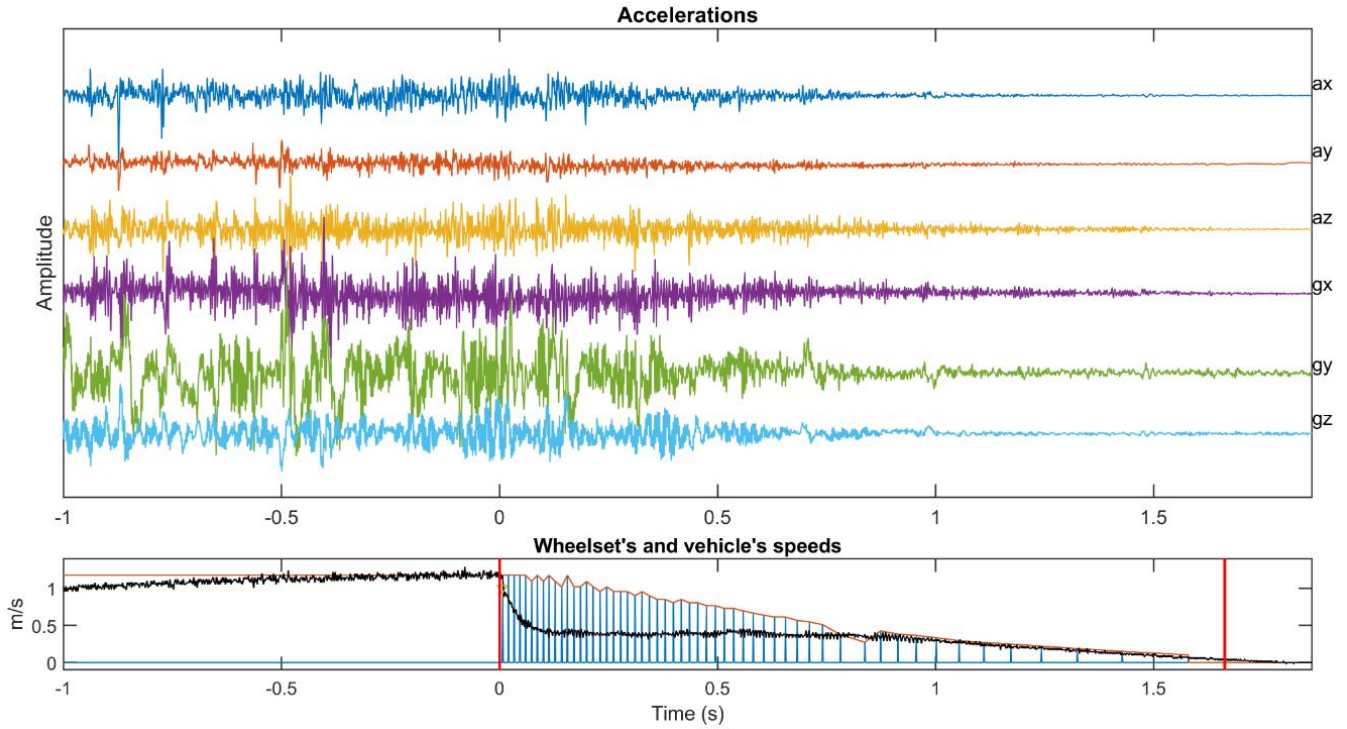 Accelerations
Amplitude
ax
ay
az
gx
gy
gz
-1 -0.5 0 0.5 1 1.5
Wheelset's and vehicle's speeds
m/s
1
0.5
0
-1 -0.5 0 0.5 1 1.5
Time (s)